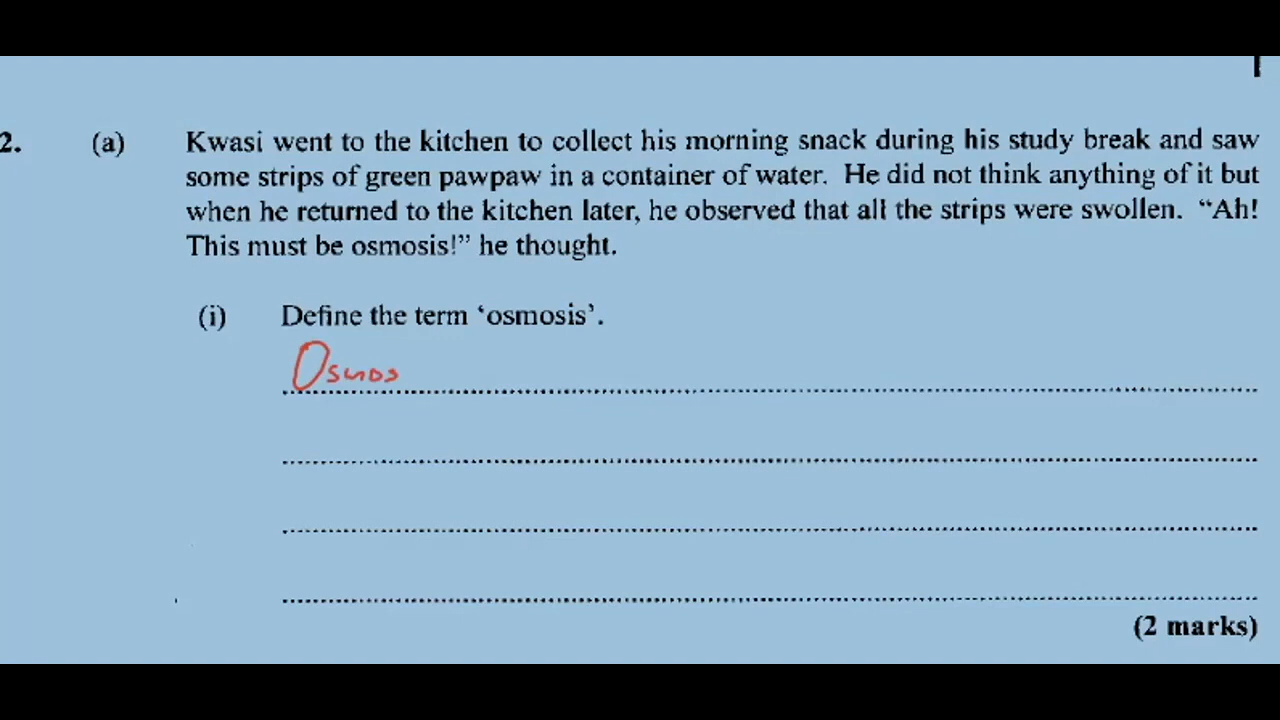 2. (a) Kwasi went to the kitchen to collect his morning snack during his study break and saw
some strips of green pawpaw in a container of water. He did not think anything of it but
when he returned to the kitchen later, he observed that all the strips were swollen. “Ah!
This must be osmosis!” he thought.
(i) Define the term ‘osmosis’.
Osmos
(2 marks)